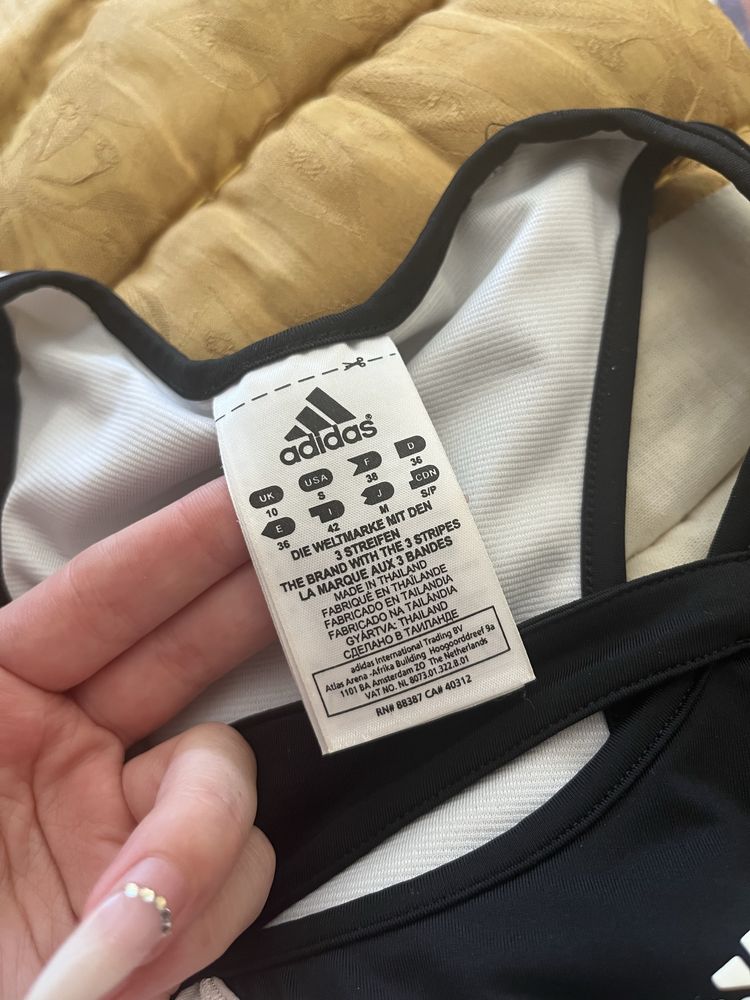 adidas®
UK USA F D
10 S 38 36
E I J CDN
36 42 M S/P
DIE WELTMARKE MIT DEN
3 STREIFEN
THE BRAND WITH THE 3 STRIPES
LA MARQUE AUX 3 BANDES
MADE IN THAILAND
FABRIQUÉ EN THAÏLANDE
FABRICADO EN TAILANDIA
FABRICADO NA TAILÂNDIA
GYÁRTVA: THAILAND
СДЕЛАНО В ТАИЛАНДЕ
adidas International Trading BV
Atlas Arena -Afrika Building Hoogoorddreef 9a
1101 BA Amsterdam ZO The Netherlands
VAT NO. NL 8073.01.322.B.01
RN# 88387 CA# 40312